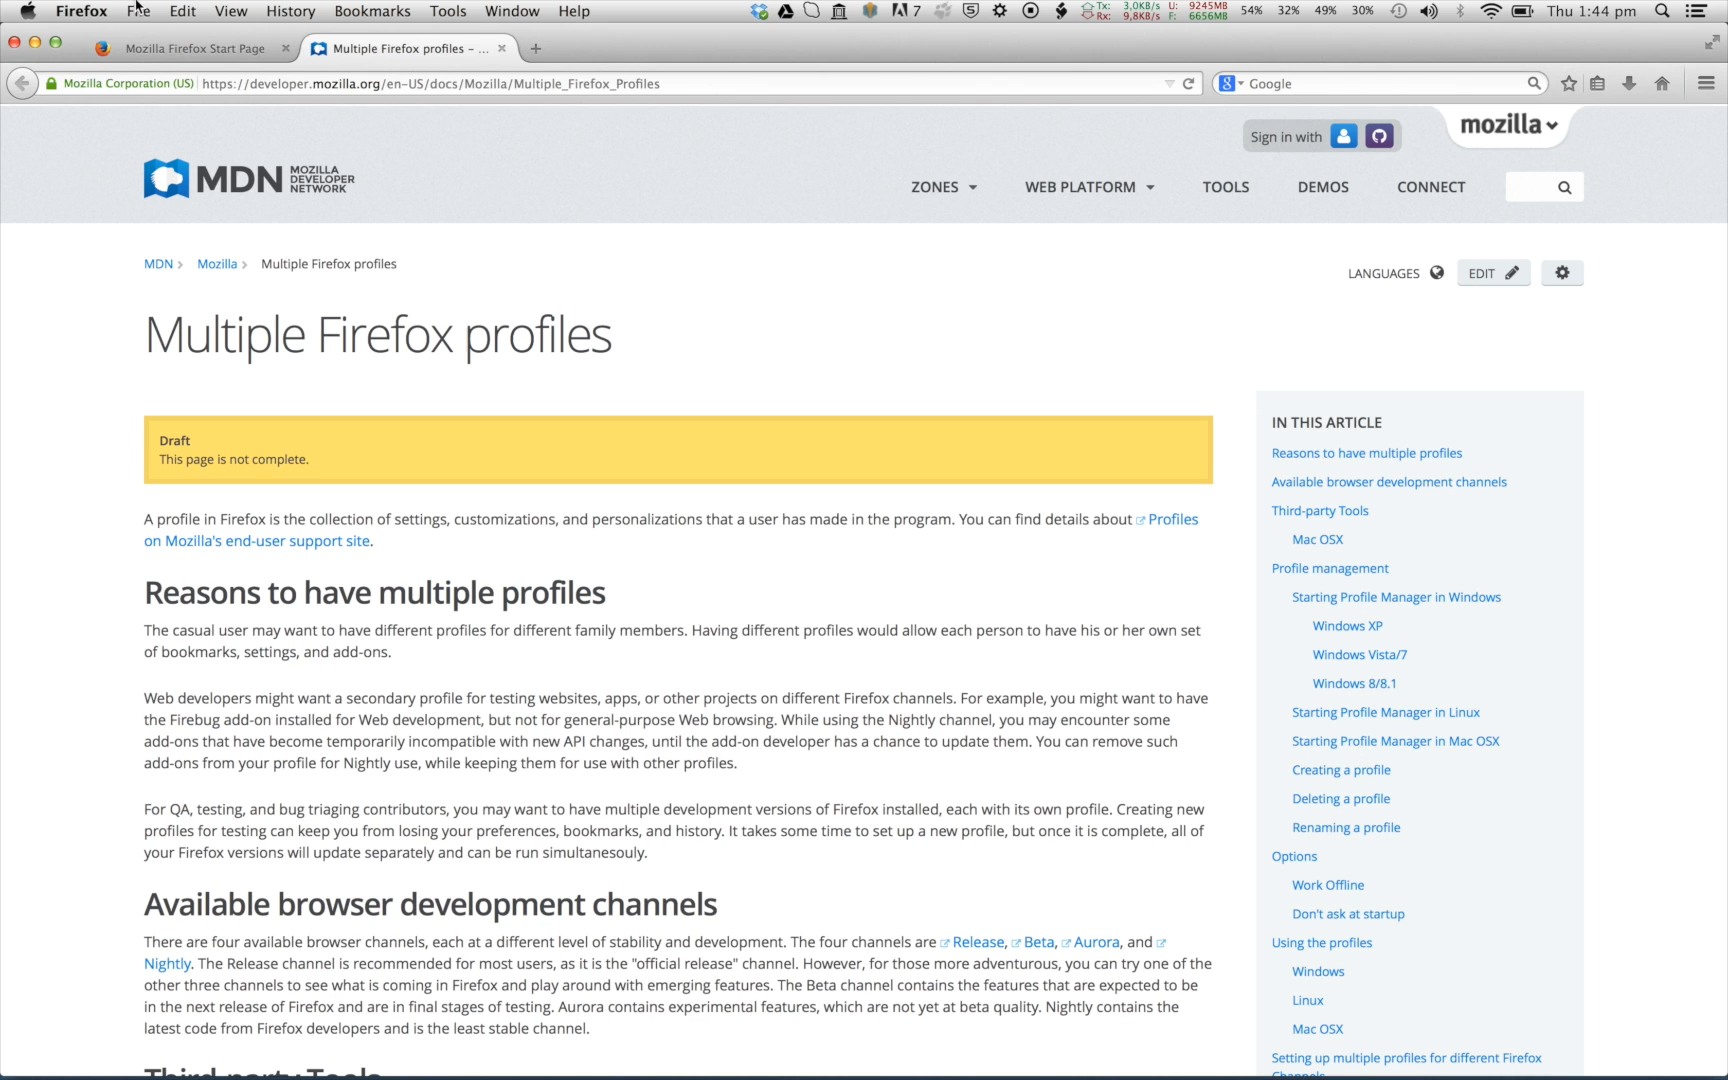 Firefox File Edit View History Bookmarks Tools Window Help
7 5 Tx: 3,0KB/s Rx: 9,8KB/s U: 9245MB F: 6656MB 54% 32% 49% 30% Thu 1:44 pm
Mozilla Firefox Start Page Multiple Firefox profiles – ...
Mozilla Corporation (US) https://developer.mozilla.org/en-US/docs/Mozilla/Multiple_Firefox_Profiles 8 Google
Sign in with mozilla
MDN MOZILLA
DEVELOPER
NETWORK
ZONES WEB PLATFORM TOOLS DEMOS CONNECT
MDN Mozilla Multiple Firefox profiles
LANGUAGES EDIT
Multiple Firefox profiles
Draft
This page is not complete.
A profile in Firefox is the collection of settings, customizations, and personalizations that a user has made in the program. You can find details about Profiles
on Mozilla's end-user support site.
Reasons to have multiple profiles
The casual user may want to have different profiles for different family members. Having different profiles would allow each person to have his or her own set
of bookmarks, settings, and add-ons.
Web developers might want a secondary profile for testing websites, apps, or other projects on different Firefox channels. For example, you might want to have
the Firebug add-on installed for Web development, but not for general-purpose Web browsing. While using the Nightly channel, you may encounter some
add-ons that have become temporarily incompatible with new API changes, until the add-on developer has a chance to update them. You can remove such
add-ons from your profile for Nightly use, while keeping them for use with other profiles.
For QA, testing, and bug triaging contributors, you may want to have multiple development versions of Firefox installed, each with its own profile. Creating new
profiles for testing can keep you from losing your preferences, bookmarks, and history. It takes some time to set up a new profile, but once it is complete, all of
your Firefox versions will update separately and can be run simultanesouly.
Available browser development channels
There are four available browser channels, each at a different level of stability and development. The four channels are Release, Beta, Aurora, and
Nightly. The Release channel is recommended for most users, as it is the "official release" channel. However, for those more adventurous, you can try one of the
other three channels to see what is coming in Firefox and play around with emerging features. The Beta channel contains the features that are expected to be
in the next release of Firefox and are in final stages of testing. Aurora contains experimental features, which are not yet at beta quality. Nightly contains the
latest code from Firefox developers and is the least stable channel.
Third-party Tools
IN THIS ARTICLE
Reasons to have multiple profiles
Available browser development channels
Third-party Tools
Mac OSX
Profile management
Starting Profile Manager in Windows
Windows XP
Windows Vista/7
Windows 8/8.1
Starting Profile Manager in Linux
Starting Profile Manager in Mac OSX
Creating a profile
Deleting a profile
Renaming a profile
Options
Work Offline
Don't ask at startup
Using the profiles
Windows
Linux
Mac OSX
Setting up multiple profiles for different Firefox
Channels